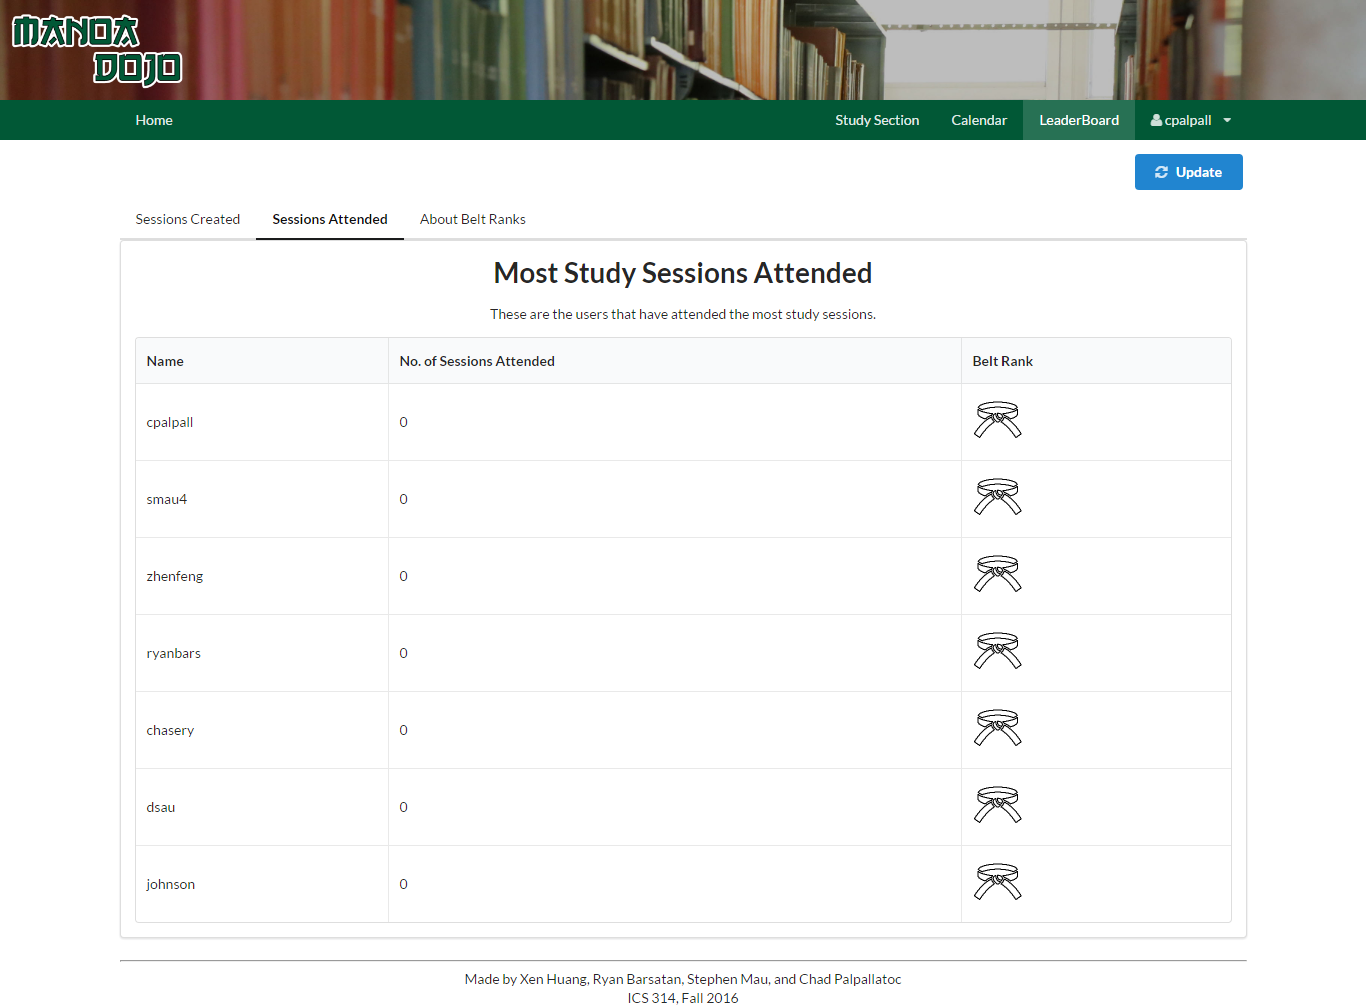 MANOA
DOJO
Home
Study Section
Calendar
LeaderBoard
cpalpall
Update
Sessions Created
Sessions Attended
About Belt Ranks
Most Study Sessions Attended
These are the users that have attended the most study sessions.
Name No. of Sessions Attended Belt Rank
cpalpall 0
smau4 0
zhenfeng 0
ryanbars 0
chasery 0
dsau 0
johnson 0
Made by Xen Huang, Ryan Barsatan, Stephen Mau, and Chad Palpallatoc
ICS 314, Fall 2016